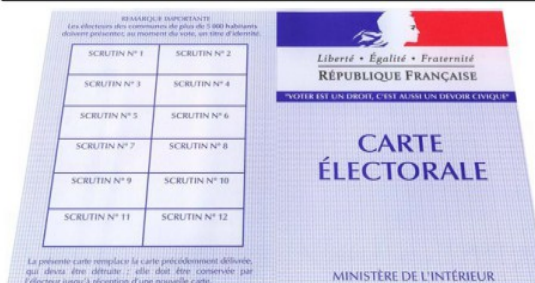 REMARQUE IMPORTANTE
Les électeurs des communes de plus de 5 000 habitants
doivent présenter, au moment du vote, un titre d'identité.
SCRUTIN N° 1 SCRUTIN N° 2
SCRUTIN N° 3 SCRUTIN N° 4
SCRUTIN N° 5 SCRUTIN N° 6
SCRUTIN N° 7 SCRUTIN N° 8
SCRUTIN N° 9 SCRUTIN N° 10
SCRUTIN N° 11 SCRUTIN N° 12
La présente carte remplace la carte précédemment délivrée,
qui devra être détruite ; elle doit être conservée par
l'électeur jusqu'à réception d'une nouvelle carte.
Liberté • Égalité • Fraternité
RÉPUBLIQUE FRANÇAISE
"VOTER EST UN DROIT, C'EST AUSSI UN DEVOIR CIVIQUE"
CARTE
ÉLECTORALE
MINISTÈRE DE L'INTÉRIEUR